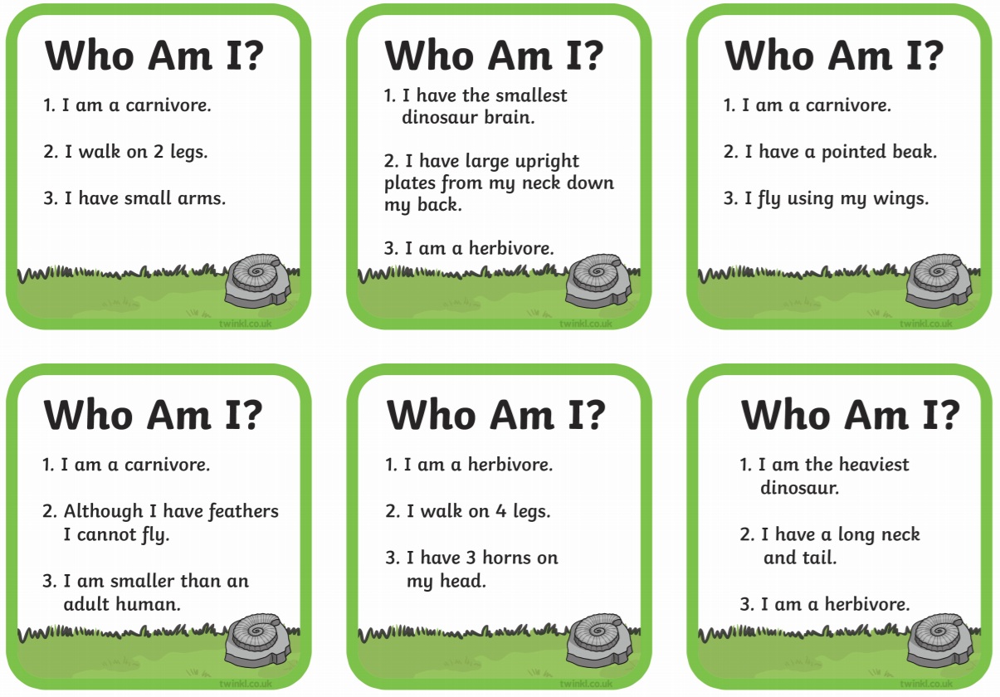 Who Am I?
1. I am a carnivore.
2. I walk on 2 legs.
3. I have small arms.
twinkl.co.uk
Who Am I?
1. I have the smallest
dinosaur brain.
2. I have large upright
plates from my neck down
my back.
3. I am a herbivore.
twinkl.co.uk
Who Am I?
1. I am a carnivore.
2. I have a pointed beak.
3. I fly using my wings.
twinkl.co.uk
Who Am I?
1. I am a carnivore.
2. Although I have feathers
I cannot fly.
3. I am smaller than an
adult human.
twinkl.co.uk
Who Am I?
1. I am a herbivore.
2. I walk on 4 legs.
3. I have 3 horns on
my head.
twinkl.co.uk
Who Am I?
1. I am the heaviest
dinosaur.
2. I have a long neck
and tail.
3. I am a herbivore.
twinkl.co.uk